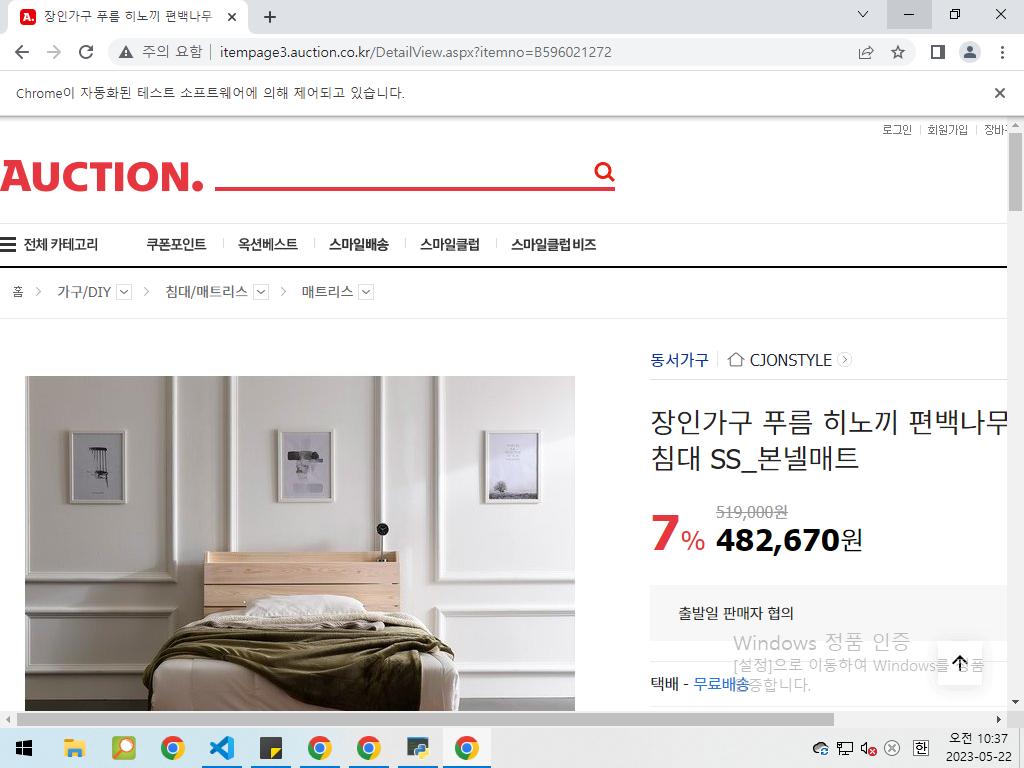 장인가구 푸름 히노끼 편백나무
주의 요함
itempage3.auction.co.kr/DetailView.aspx?itemno=B596021272
Chrome이 자동화된 테스트 소프트웨어에 의해 제어되고 있습니다.
로그인 회원가입 장바
AUCTION.
전체 카테고리 쿠폰포인트 옥션베스트 스마일배송 스마일클럽 스마일클럽 비즈
홈 가구/DIY 침대/매트리스 매트리스
동서가구 CJONSTYLE
장인가구 푸름 히노끼 편백나무
침대 SS_본넬매트
519,000원
7% 482,670원
출발일 판매자 협의
Windows 정품 인증
[설정]으로 이동하여 Windows를 정품
인증합니다.
택배 - 무료배송
한
오전 10:37
2023-05-22